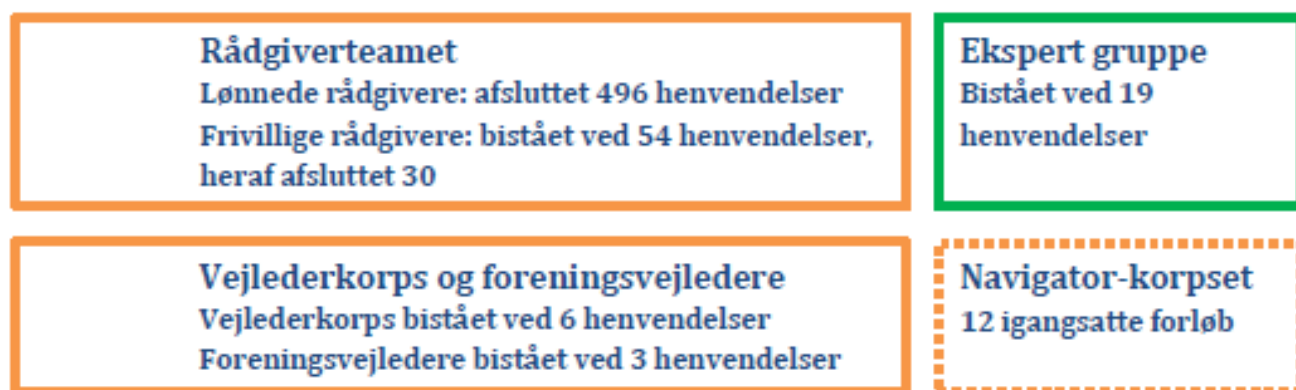 Rådgiverteamet
Lønnede rådgivere: afsluttet 496 henvendelser
Frivillige rådgivere: bistået ved 54 henvendelser,
heraf afsluttet 30
Ekspert gruppe
Bistået ved 19
henvendelser
Vejlederkorps og foreningsvejledere
Vejlederkorps bistået ved 6 henvendelser
Foreningsvejledere bistået ved 3 henvendelser
Navigator-korpset
12 igangsatte forløb